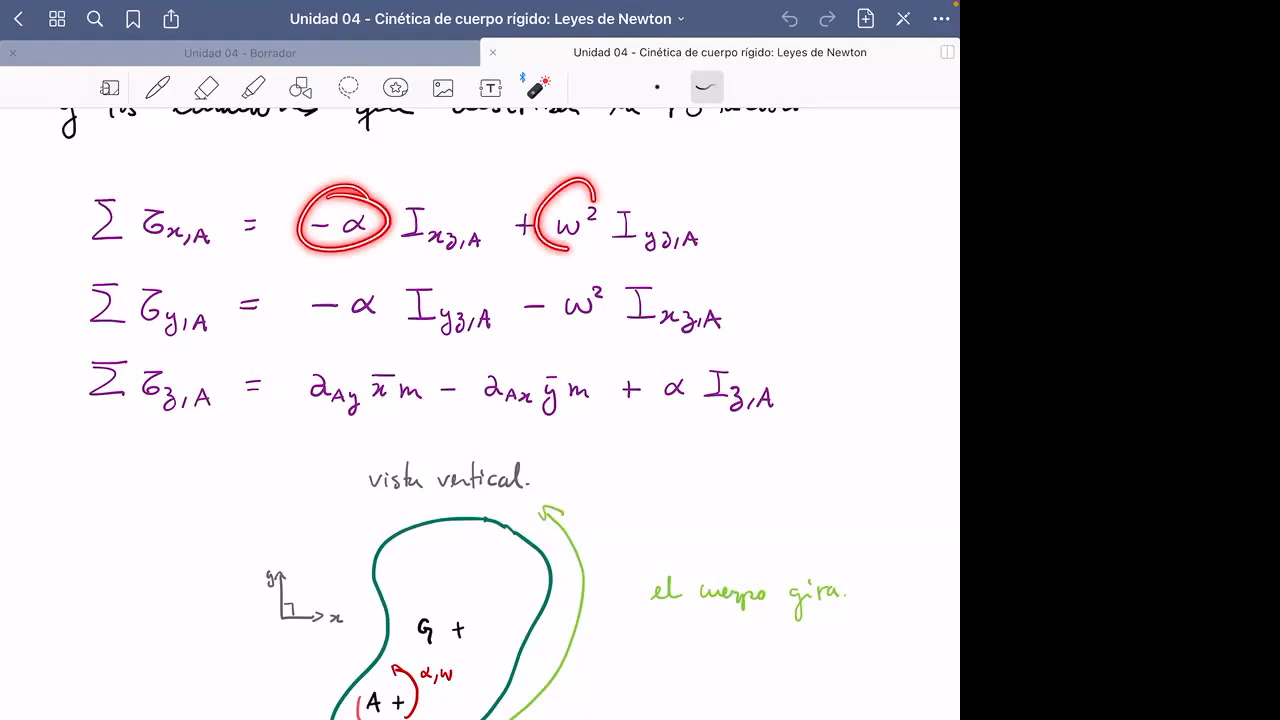 Unidad 04 - Cinética de cuerpo rígido: Leyes de Newton
Unidad 04 - Borrador
Unidad 04 - Cinética de cuerpo rígido: Leyes de Newton
y los que
∑ τx,A = - α Ixz,A + ω² Iyz,A
∑ τy,A = - α Iyz,A - ω² Ixz,A
∑ τz,A = aAy x̄ m - aAx ȳ m + α Iz,A
vista vertical.
y
x
el cuerpo gira.
G +
α, ω
A +